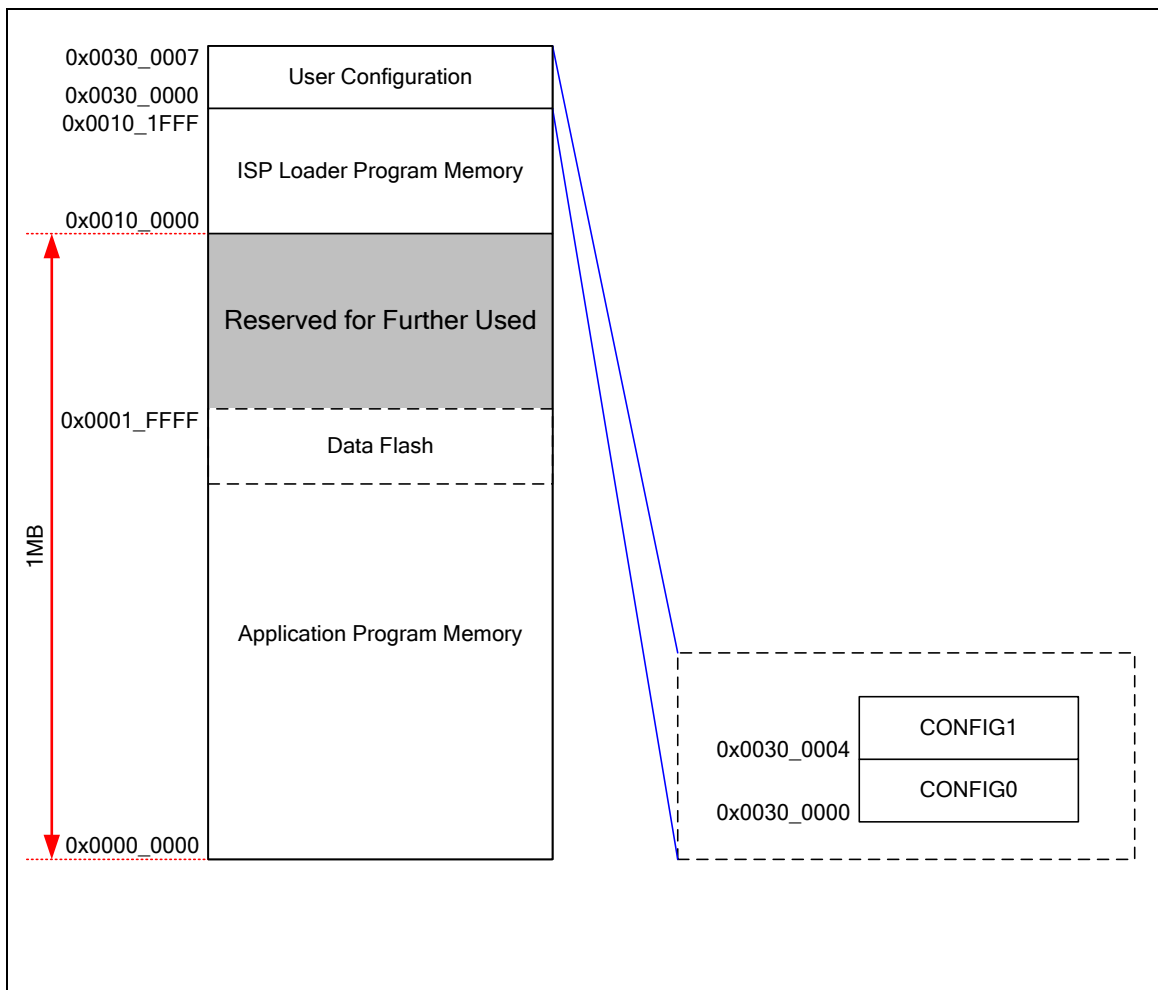 0x0030_0007
User Configuration
0x0030_0000
0x0010_1FFF
ISP Loader Program Memory
0x0010_0000
Reserved for Further Used
0x0001_FFFF
Data Flash
1MB
Application Program Memory
0x0000_0000
CONFIG1
0x0030_0004
CONFIG0
0x0030_0000